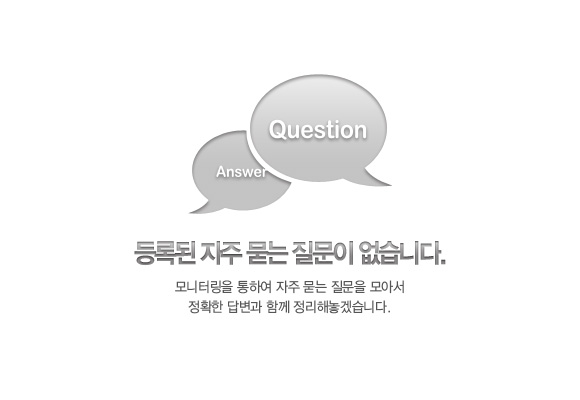 Question
Answer
등록된 자주 묻는 질문이 없습니다.
모니터링을 통하여 자주 묻는 질문을 모아서
정확한 답변과 함께 정리해놓겠습니다.